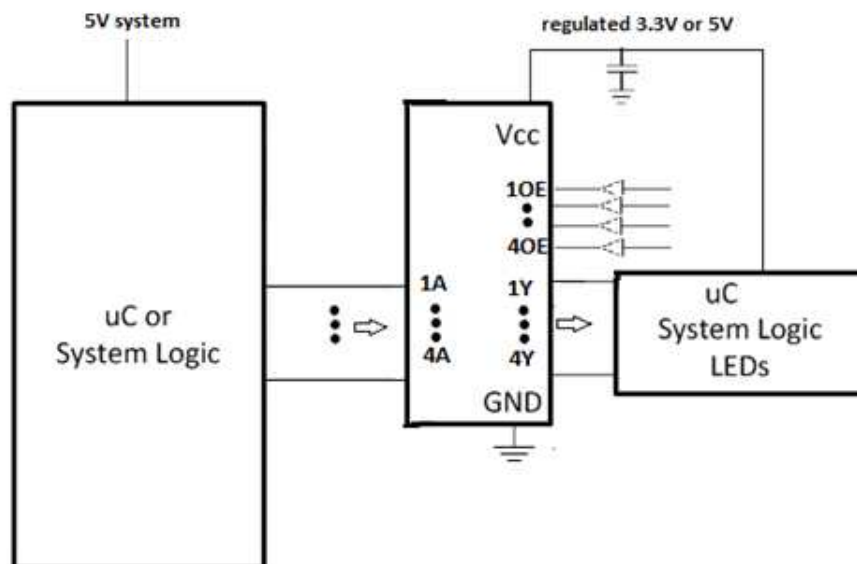 5V system
regulated 3.3V or 5V
Vcc
1OE
4OE
1A
1Y
4A
4Y
GND
uC or
System Logic
uC
System Logic
LEDs